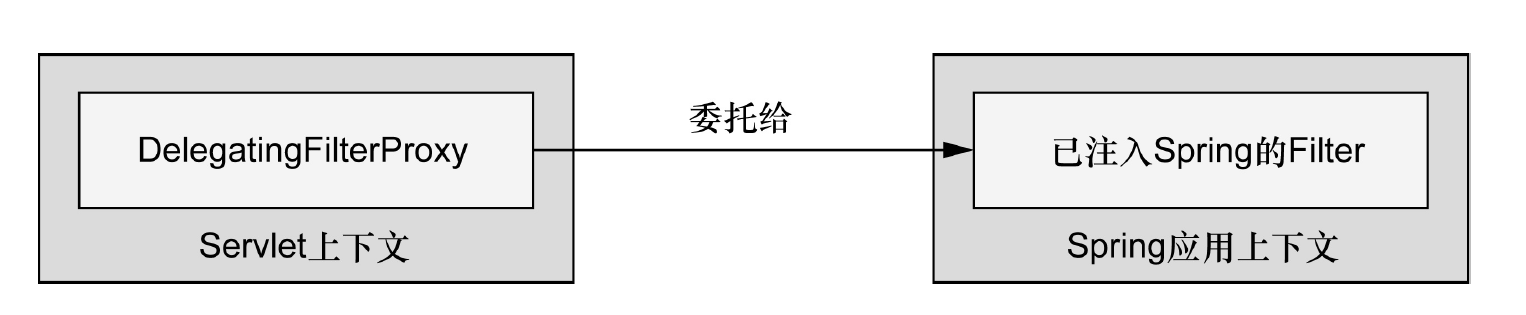 委托给
DelegatingFilterProxy
已注入Spring的Filter
Servlet上下文
Spring应用上下文